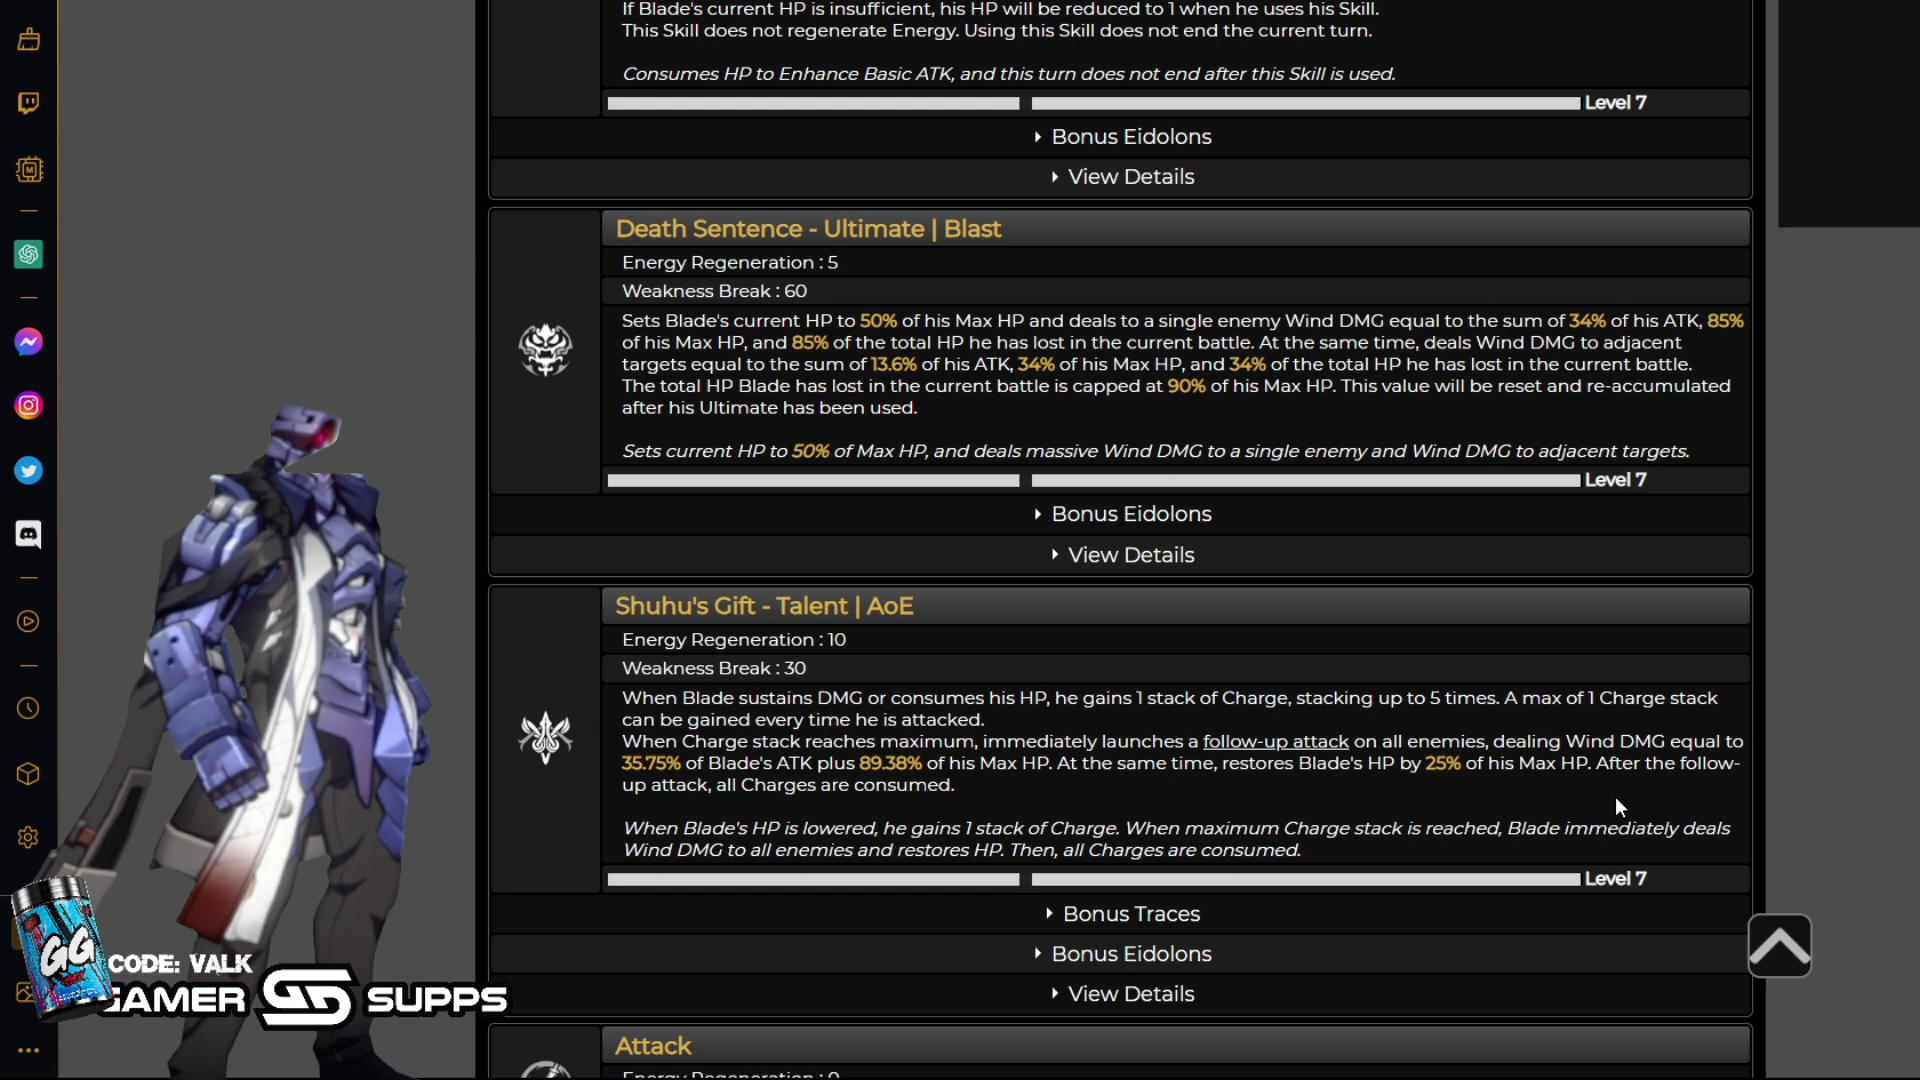 If Blade's current HP is insufficient, his HP will be reduced to 1 when he uses his Skill.
This Skill does not regenerate Energy. Using this Skill does not end the current turn.
Consumes HP to Enhance Basic ATK, and this turn does not end after this Skill is used.
Level 7
Bonus Eidolons
View Details
Death Sentence - Ultimate | Blast
Energy Regeneration : 5
Weakness Break : 60
Sets Blade's current HP to 50% of his Max HP and deals to a single enemy Wind DMG equal to the sum of 34% of his ATK, 85%
of his Max HP, and 85% of the total HP he has lost in the current battle. At the same time, deals Wind DMG to adjacent
targets equal to the sum of 13.6% of his ATK, 34% of his Max HP, and 34% of the total HP he has lost in the current battle.
The total HP Blade has lost in the current battle is capped at 90% of his Max HP. This value will be reset and re-accumulated
after his Ultimate has been used.
Sets current HP to 50% of Max HP, and deals massive Wind DMG to a single enemy and Wind DMG to adjacent targets.
Level 7
Bonus Eidolons
View Details
Shuhu's Gift - Talent | AoE
Energy Regeneration : 10
Weakness Break : 30
When Blade sustains DMG or consumes his HP, he gains 1 stack of Charge, stacking up to 5 times. A max of 1 Charge stack
can be gained every time he is attacked.
When Charge stack reaches maximum, immediately launches a follow-up attack on all enemies, dealing Wind DMG equal to
35.75% of Blade's ATK plus 89.38% of his Max HP. At the same time, restores Blade's HP by 25% of his Max HP. After the follow-
up attack, all Charges are consumed.
When Blade's HP is lowered, he gains 1 stack of Charge. When maximum Charge stack is reached, Blade immediately deals
Wind DMG to all enemies and restores HP. Then, all Charges are consumed.
Level 7
Bonus Traces
Bonus Eidolons
View Details
Attack
Energy Regeneration : 0
M
GG
CODE: VALK
GAMER GG SUPPS